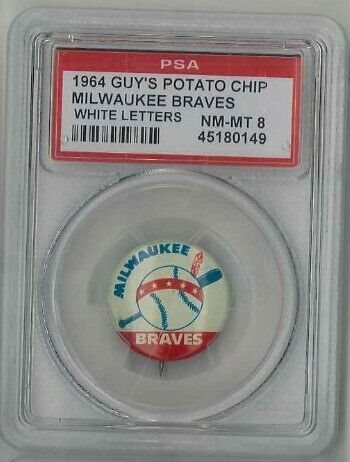 PSA
1964 GUY'S POTATO CHIP
MILWAUKEE BRAVES
WHITE LETTERS NM-MT 8
45180149
MILWAUKEE
BRAVES